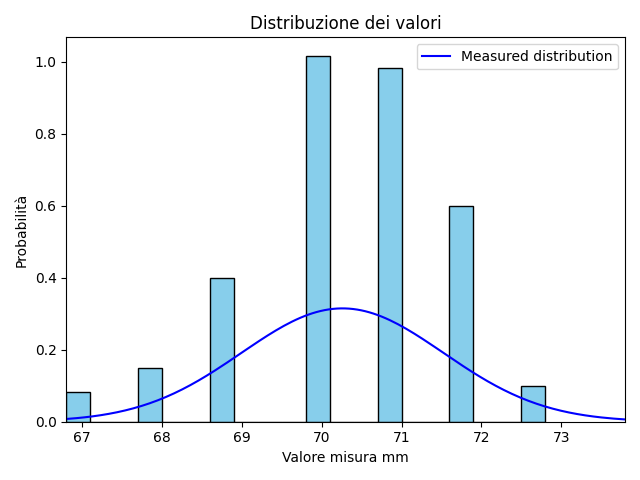 Distribuzione dei valori
Measured distribution
1.0
0.8
0.6
0.4
0.2
0.0
Probabilità
67 68 69 70 71 72 73
Valore misura mm